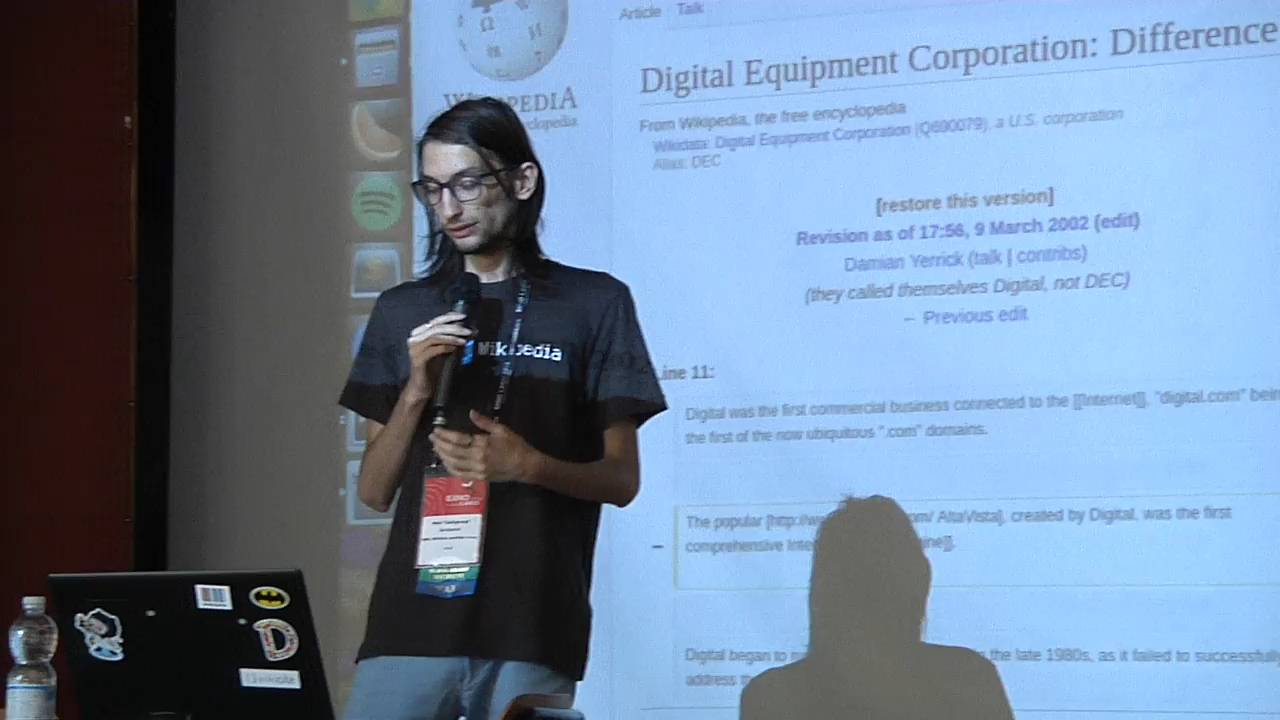 Article Talk
WIKIPEDIA
Digital Equipment Corporation: Difference
From Wikipedia, the free encyclopedia
Wikidata: Digital Equipment Corporation (Q690079), a U.S. corporation
Alias: DEC
[restore this version]
Revision as of 17:56, 9 March 2002 (edit)
Damian Yerrick (talk | contribs)
(they called themselves Digital, not DEC)
← Previous edit
Line 11:
Digital was the first commercial business connected to the [[Internet]], "digital.com"
the first of the now ubiquitous ".com" domains.
The popular [http://w om/ AltaVista], created by Digital, was the first
– comprehensive
Digital began to the late 1980s, as it failed to successfully
address
Wikipedia
D